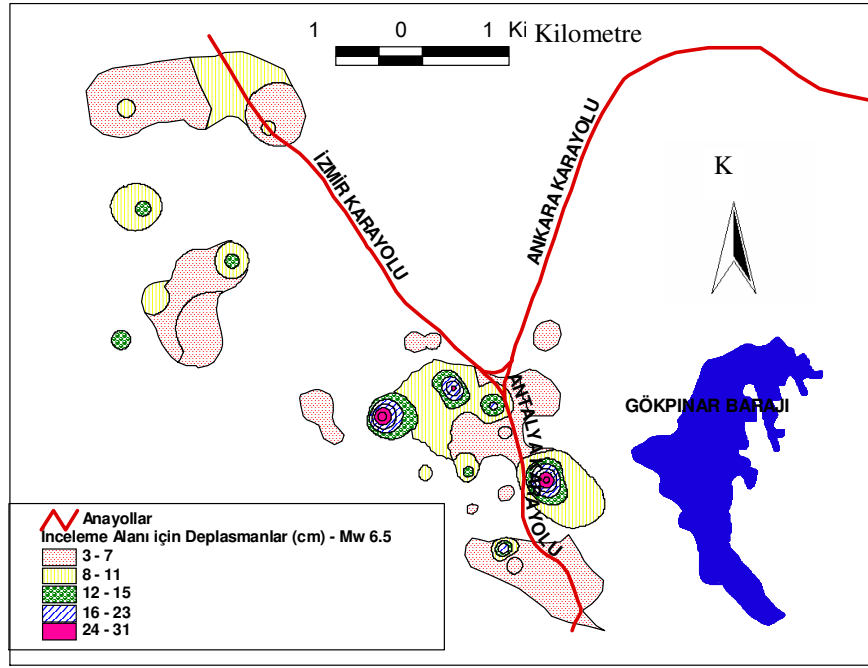 1 0 1 Ki Kilometre
K
İZMİR KARAYOLU
ANKARA KARAYOLU
ANTALYA KARAYOLU
GÖKPINAR BARAJI
Anayollar
İnceleme Alanı için Deplasmanlar (cm) - Mw 6.5
3 - 7
8 - 11
12 - 15
16 - 23
24 - 31